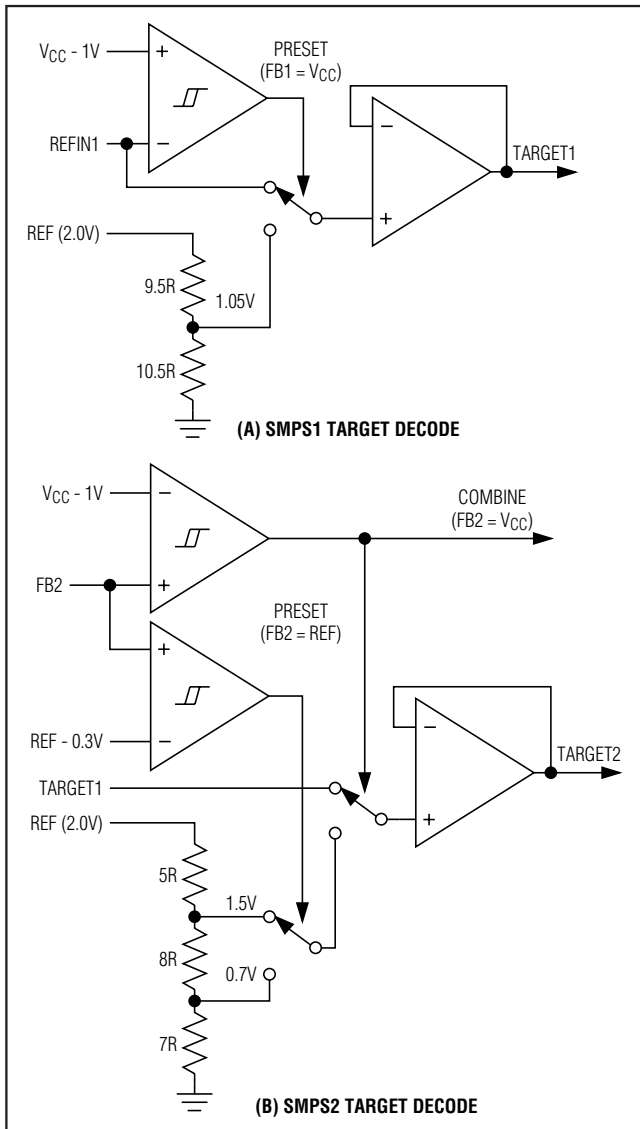 V_CC - 1V
+
PRESET
(FB1 = V_CC)
REFIN1
-
-
TARGET1
+
REF (2.0V)
9.5R
1.05V
10.5R
(A) SMPS1 TARGET DECODE
V_CC - 1V
-
COMBINE
(FB2 = V_CC)
FB2
+
PRESET
(FB2 = REF)
+
REF - 0.3V
-
-
TARGET2
TARGET1
+
REF (2.0V)
5R
1.5V
8R
0.7V
7R
(B) SMPS2 TARGET DECODE